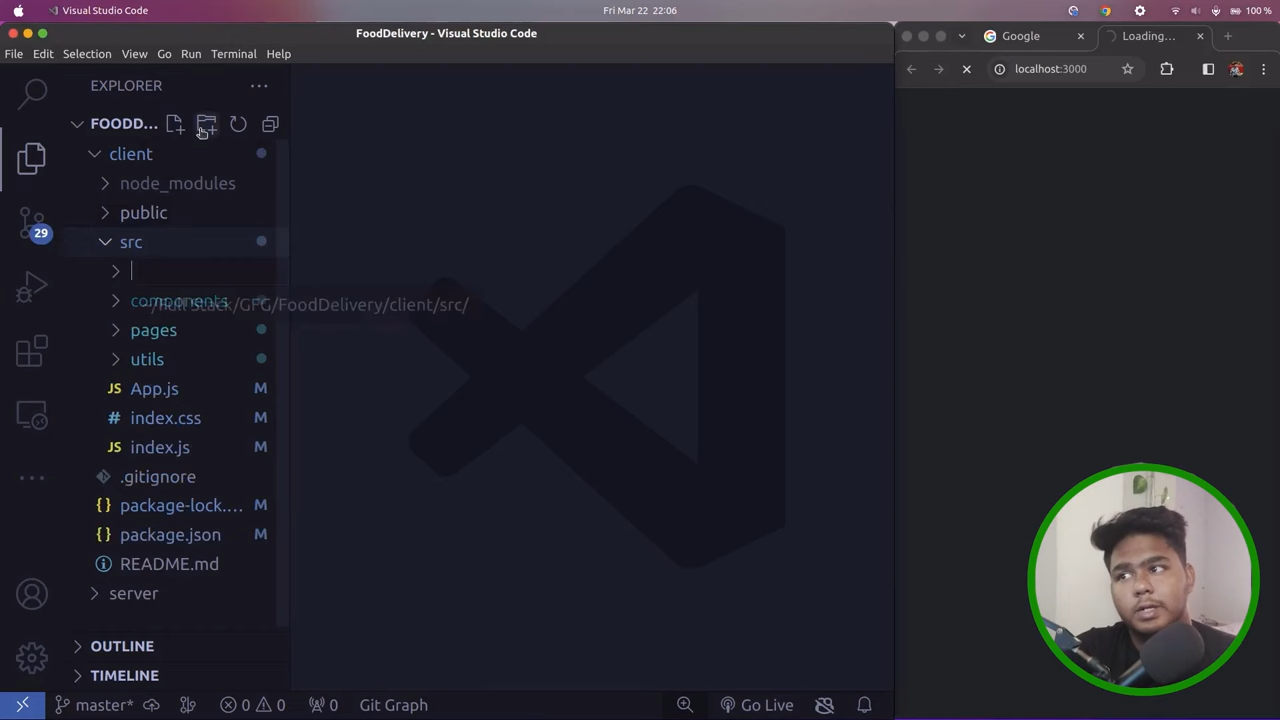 Visual Studio Code
Fri Mar 22 22:06
100 %
FoodDelivery - Visual Studio Code
File Edit Selection View Go Run Terminal Help
Google
Loading...
localhost:3000
EXPLORER
FOODD...
client
node_modules
public
src
components
~/Full Stack/GFG/FoodDelivery/client/src/
pages
utils
JS App.js M
# index.css M
JS index.js M
.gitignore
{} package-lock.... M
{} package.json M
README.md
server
OUTLINE
TIMELINE
29
master*
0 0
0
Git Graph
Go Live